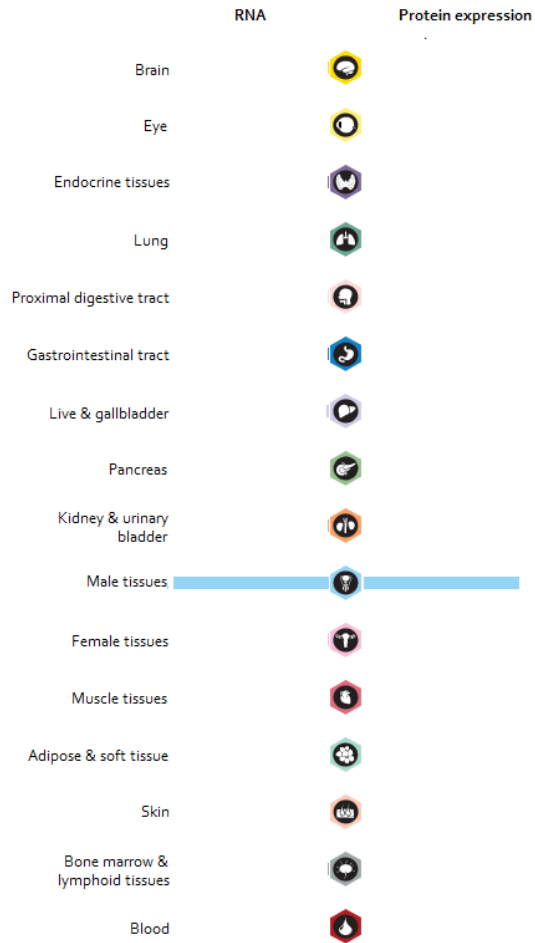 RNA Protein expression
Brain
Eye
Endocrine tissues
Lung
Proximal digestive tract
Gastrointestinal tract
Live & gallbladder
Pancreas
Kidney & urinary
bladder
Male tissues
Female tissues
Muscle tissues
Adipose & soft tissue
Skin
Bone marrow &
lymphoid tissues
Blood